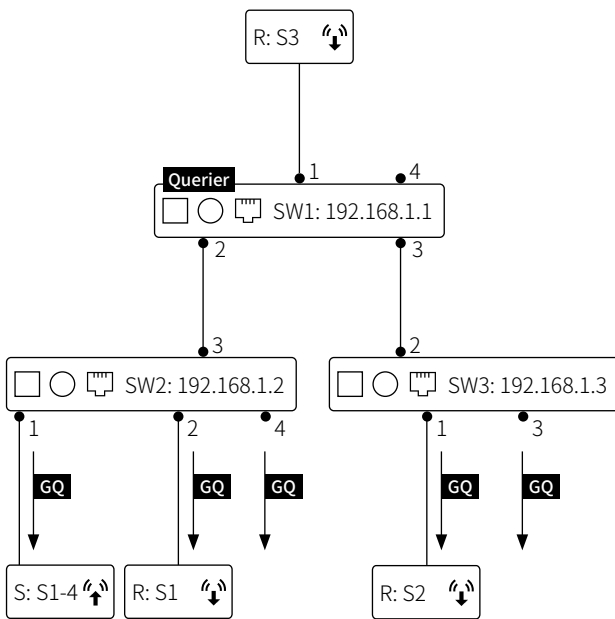 R: S3
1
4
Querier
SW1: 192.168.1.1
2
3
3
2
SW2: 192.168.1.2
SW3: 192.168.1.3
1
2
4
1
3
GQ
GQ
GQ
GQ
GQ
S: S1-4
R: S1
R: S2